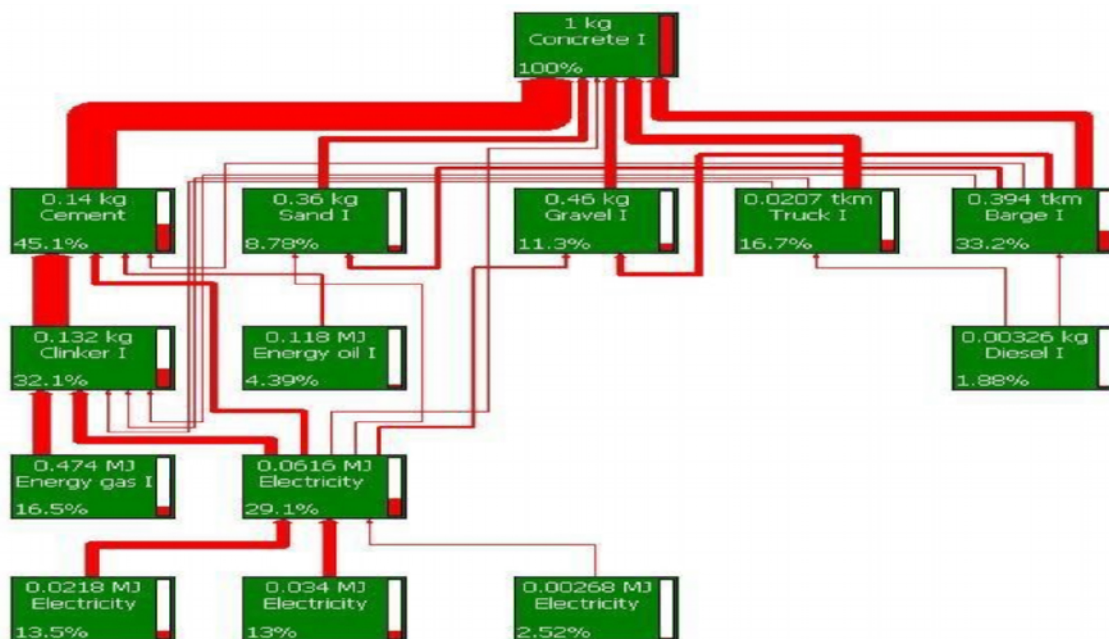 1 kg
Concrete I
100%
0.14 kg
Cement
45.1%
0.36 kg
Sand I
8.78%
0.46 kg
Gravel I
11.3%
0.0207 tkm
Truck I
16.7%
0.394 tkm
Barge I
33.2%
0.132 kg
Clinker I
32.1%
0.118 MJ
Energy oil I
4.39%
0.00326 kg
Diesel I
1.88%
0.474 MJ
Energy gas I
16.5%
0.0616 MJ
Electricity
29.1%
0.0218 MJ
Electricity
13.5%
0.034 MJ
Electricity
13%
0.00268 MJ
Electricity
2.52%